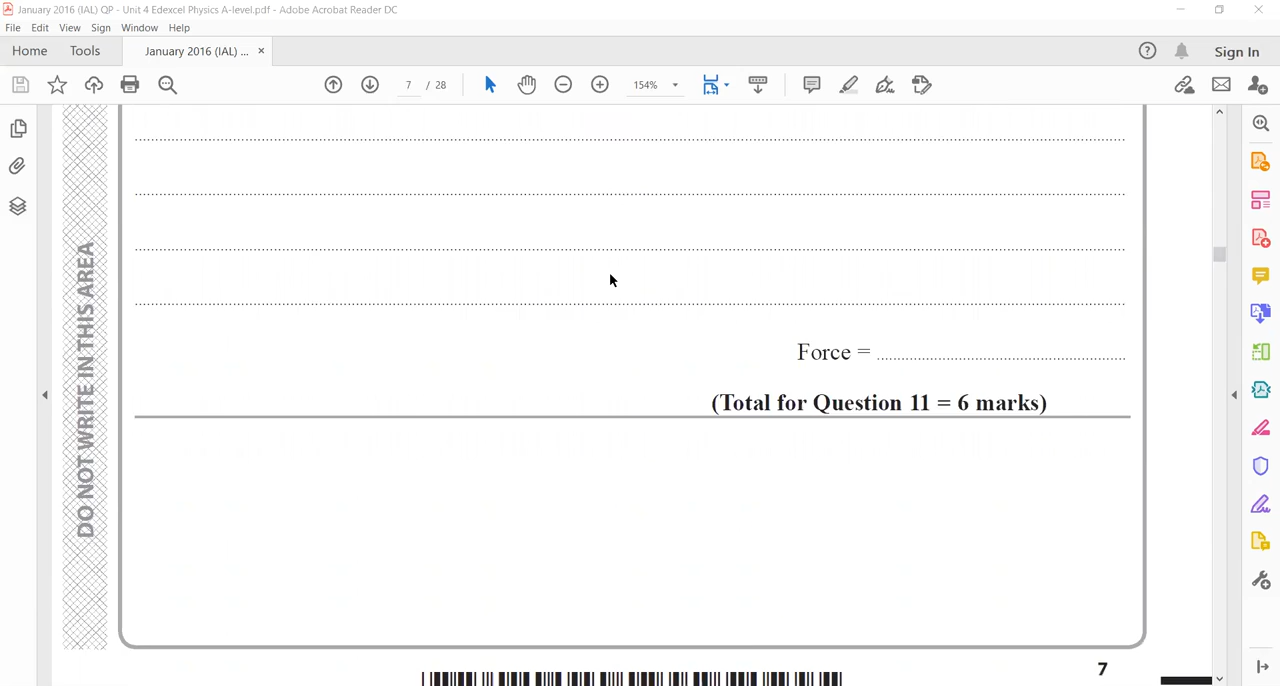 January 2016 (IAL) QP - Unit 4 Edexcel Physics A-level.pdf - Adobe Acrobat Reader DC
File Edit View Sign Window Help
Home Tools January 2016 (IAL) ... × Sign In
7 / 28 154%
DO NOT WRITE IN THIS AREA
Force = ......................................................
(Total for Question 11 = 6 marks)
7